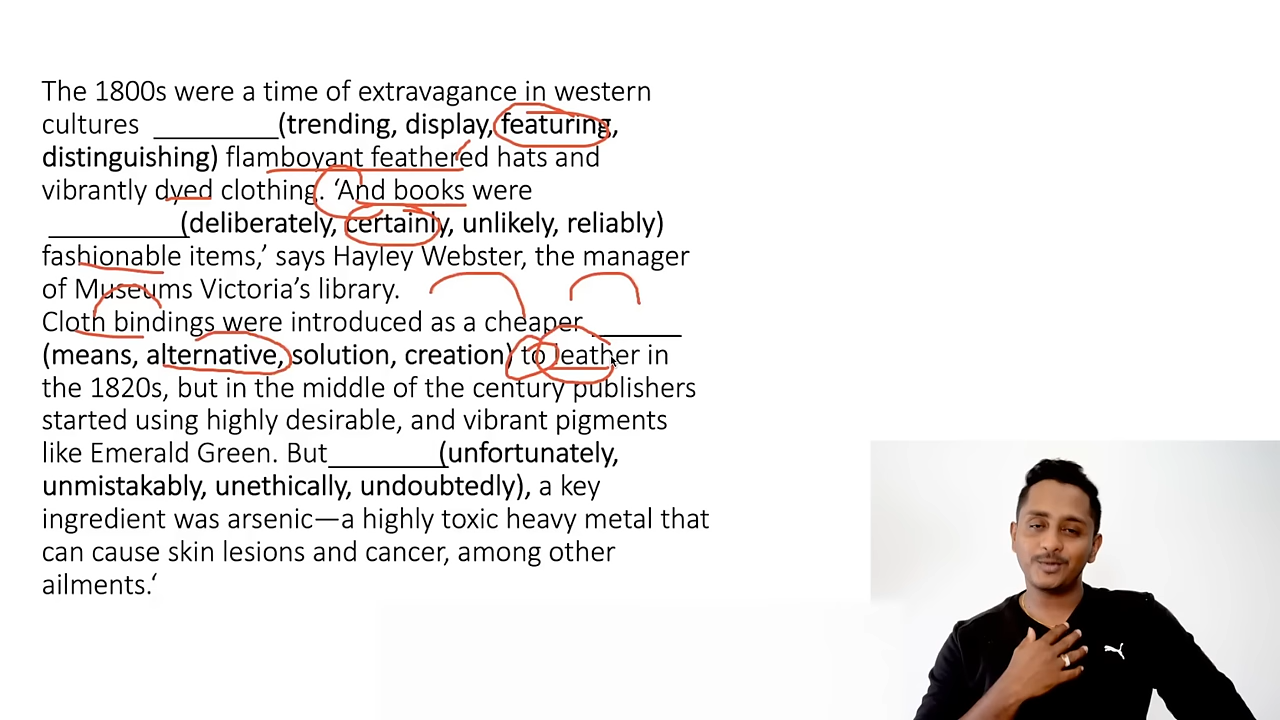 The 1800s were a time of extravagance in western
cultures _________(trending, display, featuring,
distinguishing) flamboyant feathered hats and
vibrantly dyed clothing. ‘And books were
__________(deliberately, certainly, unlikely, reliably)
fashionable items,’ says Hayley Webster, the manager
of Museums Victoria’s library.
Cloth bindings were introduced as a cheaper ______
(means, alternative, solution, creation) to leather in
the 1820s, but in the middle of the century publishers
started using highly desirable, and vibrant pigments
like Emerald Green. But________(unfortunately,
unmistakably, unethically, undoubtedly), a key
ingredient was arsenic—a highly toxic heavy metal that
can cause skin lesions and cancer, among other
ailments.‘